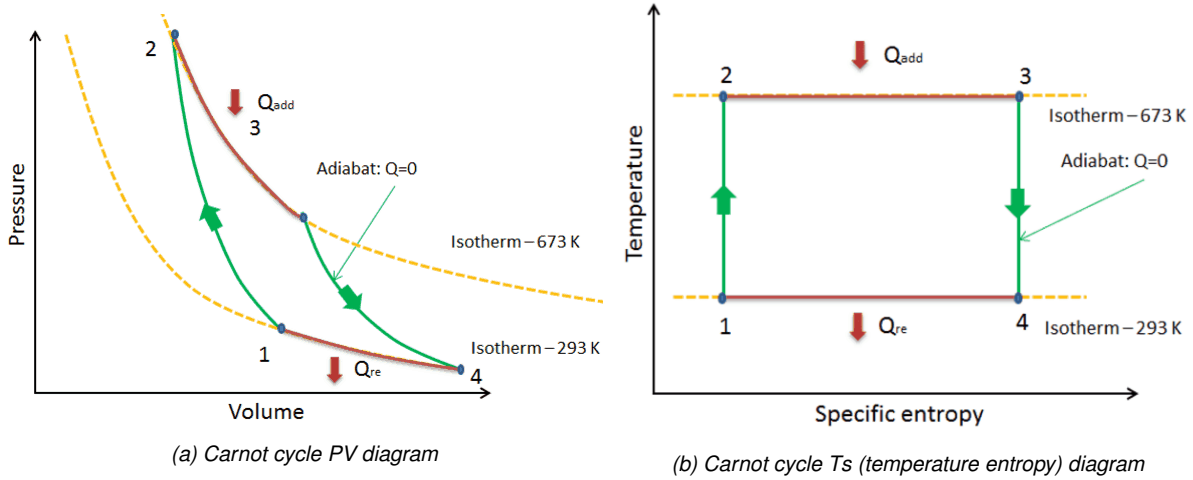 2
Qadd
3
Adiabat: Q=0
Pressure
Isotherm – 673 K
1
Isotherm – 293 K
Qre
4
Volume
(a) Carnot cycle PV diagram
Qadd
2
3
Isotherm – 673 K
Adiabat: Q=0
Temperature
1
Qre
4
Isotherm – 293 K
Specific entropy
(b) Carnot cycle Ts (temperature entropy) diagram